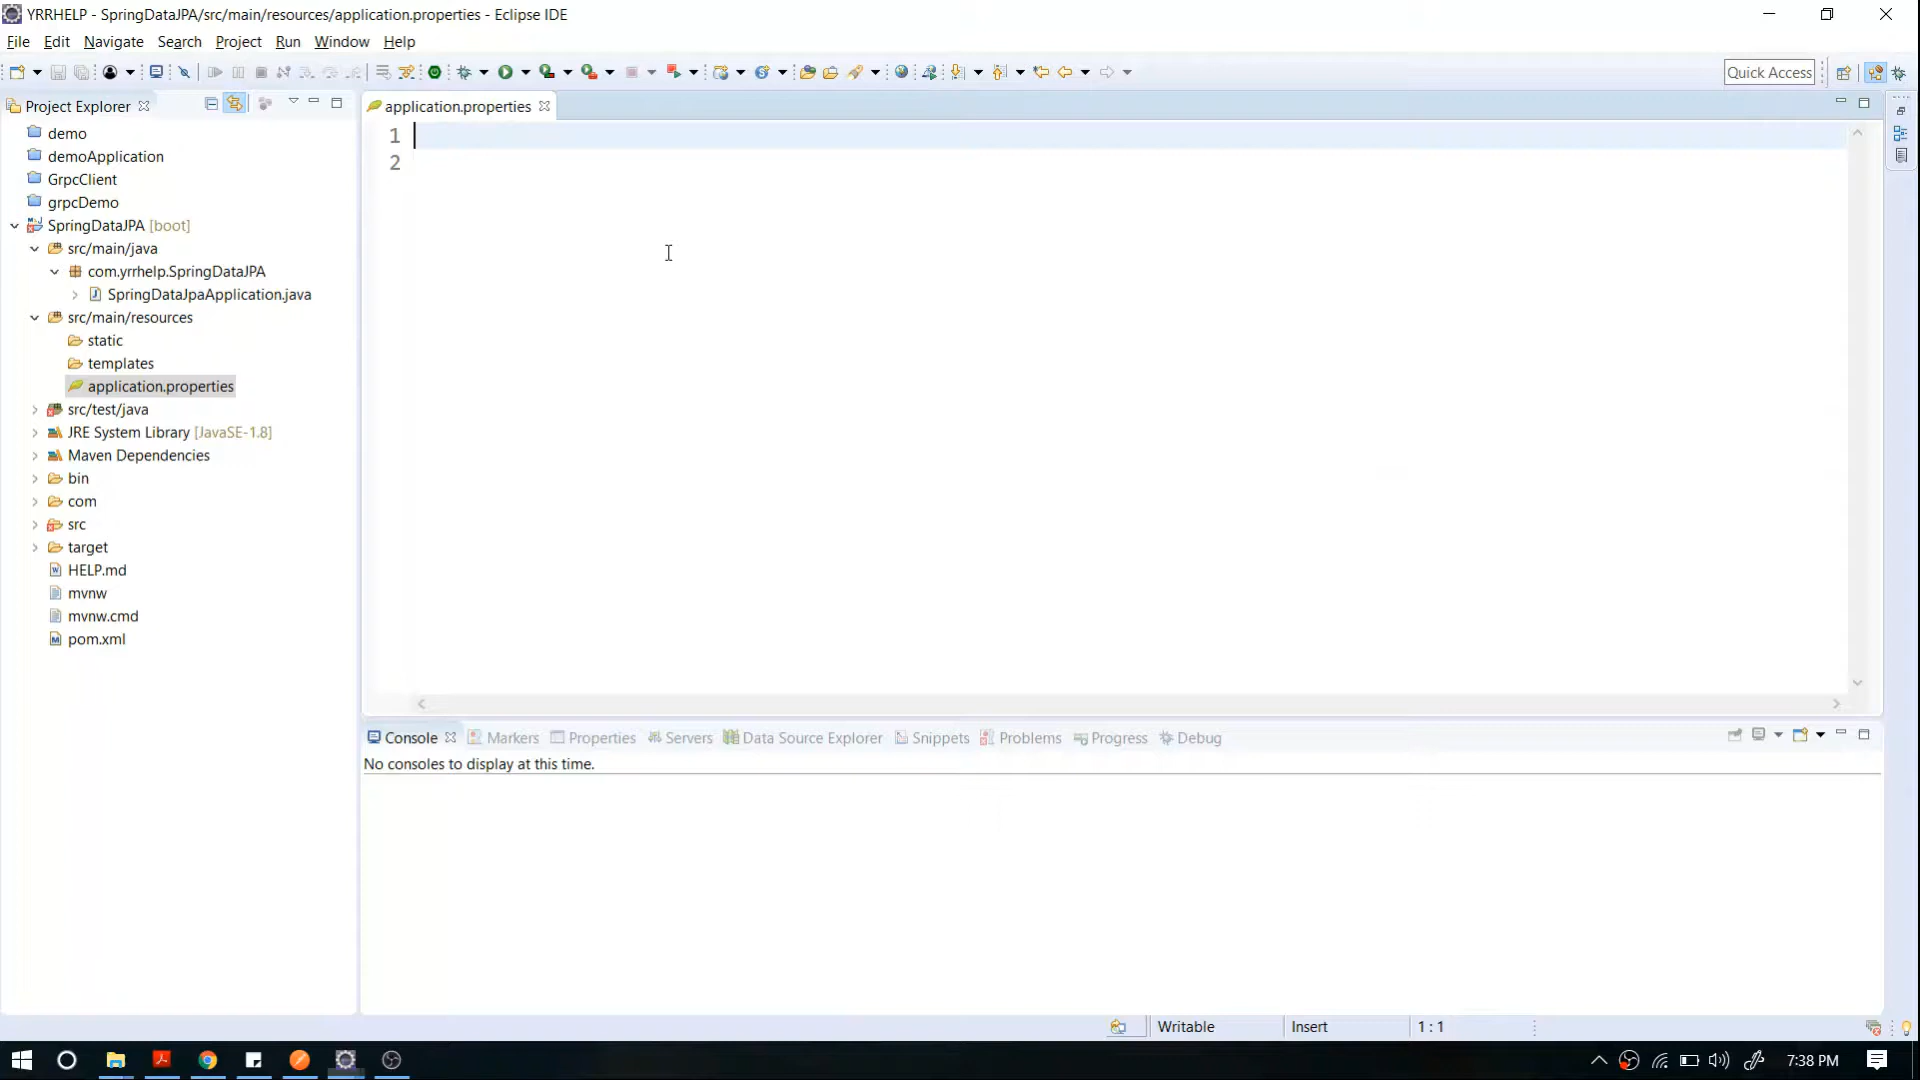 YRRHELP - SpringDataJPA/src/main/resources/application.properties - Eclipse IDE
File Edit Navigate Search Project Run Window Help
Quick Access
Project Explorer
application.properties
demo
demoApplication
GrpcClient
grpcDemo
SpringDataJPA [boot]
src/main/java
com.yrrhelp.SpringDataJPA
SpringDataJpaApplication.java
src/main/resources
static
templates
application.properties
src/test/java
JRE System Library [JavaSE-1.8]
Maven Dependencies
bin
com
src
target
HELP.md
mvnw
mvnw.cmd
pom.xml
1
2
Console Markers Properties Servers Data Source Explorer Snippets Problems Progress Debug
No consoles to display at this time.
Writable Insert 1 : 1
7:38 PM